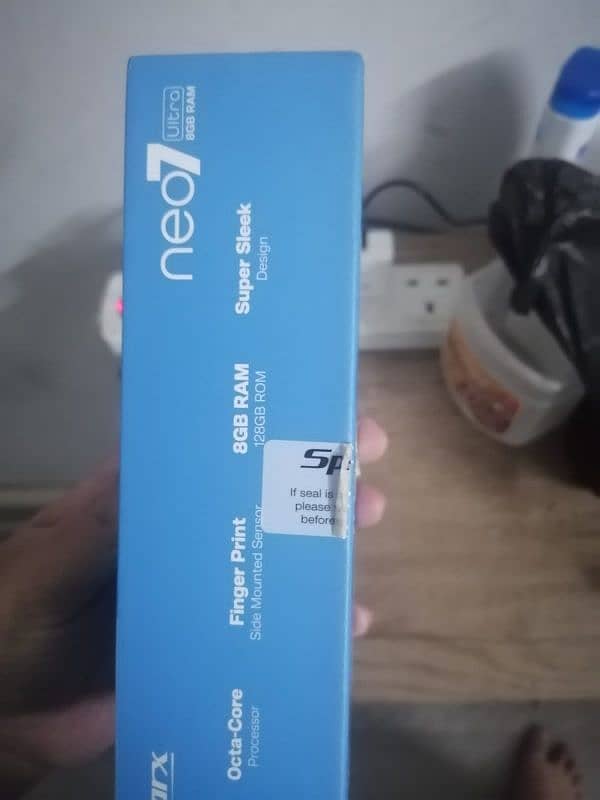 neo7
Ultra
8GB RAM
Super Sleek
Design
8GB RAM
128GB ROM
Finger Print
Side Mounted Sensor
Octa-Core
Processor
Sp
If seal is
please
before